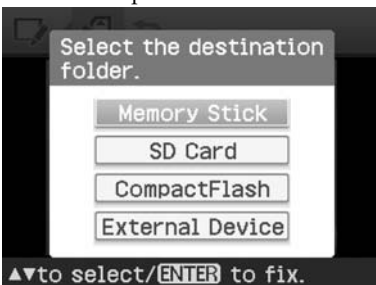 Select the destination
folder.
Memory Stick
SD Card
CompactFlash
External Device
▲▼to select/ENTER to fix.